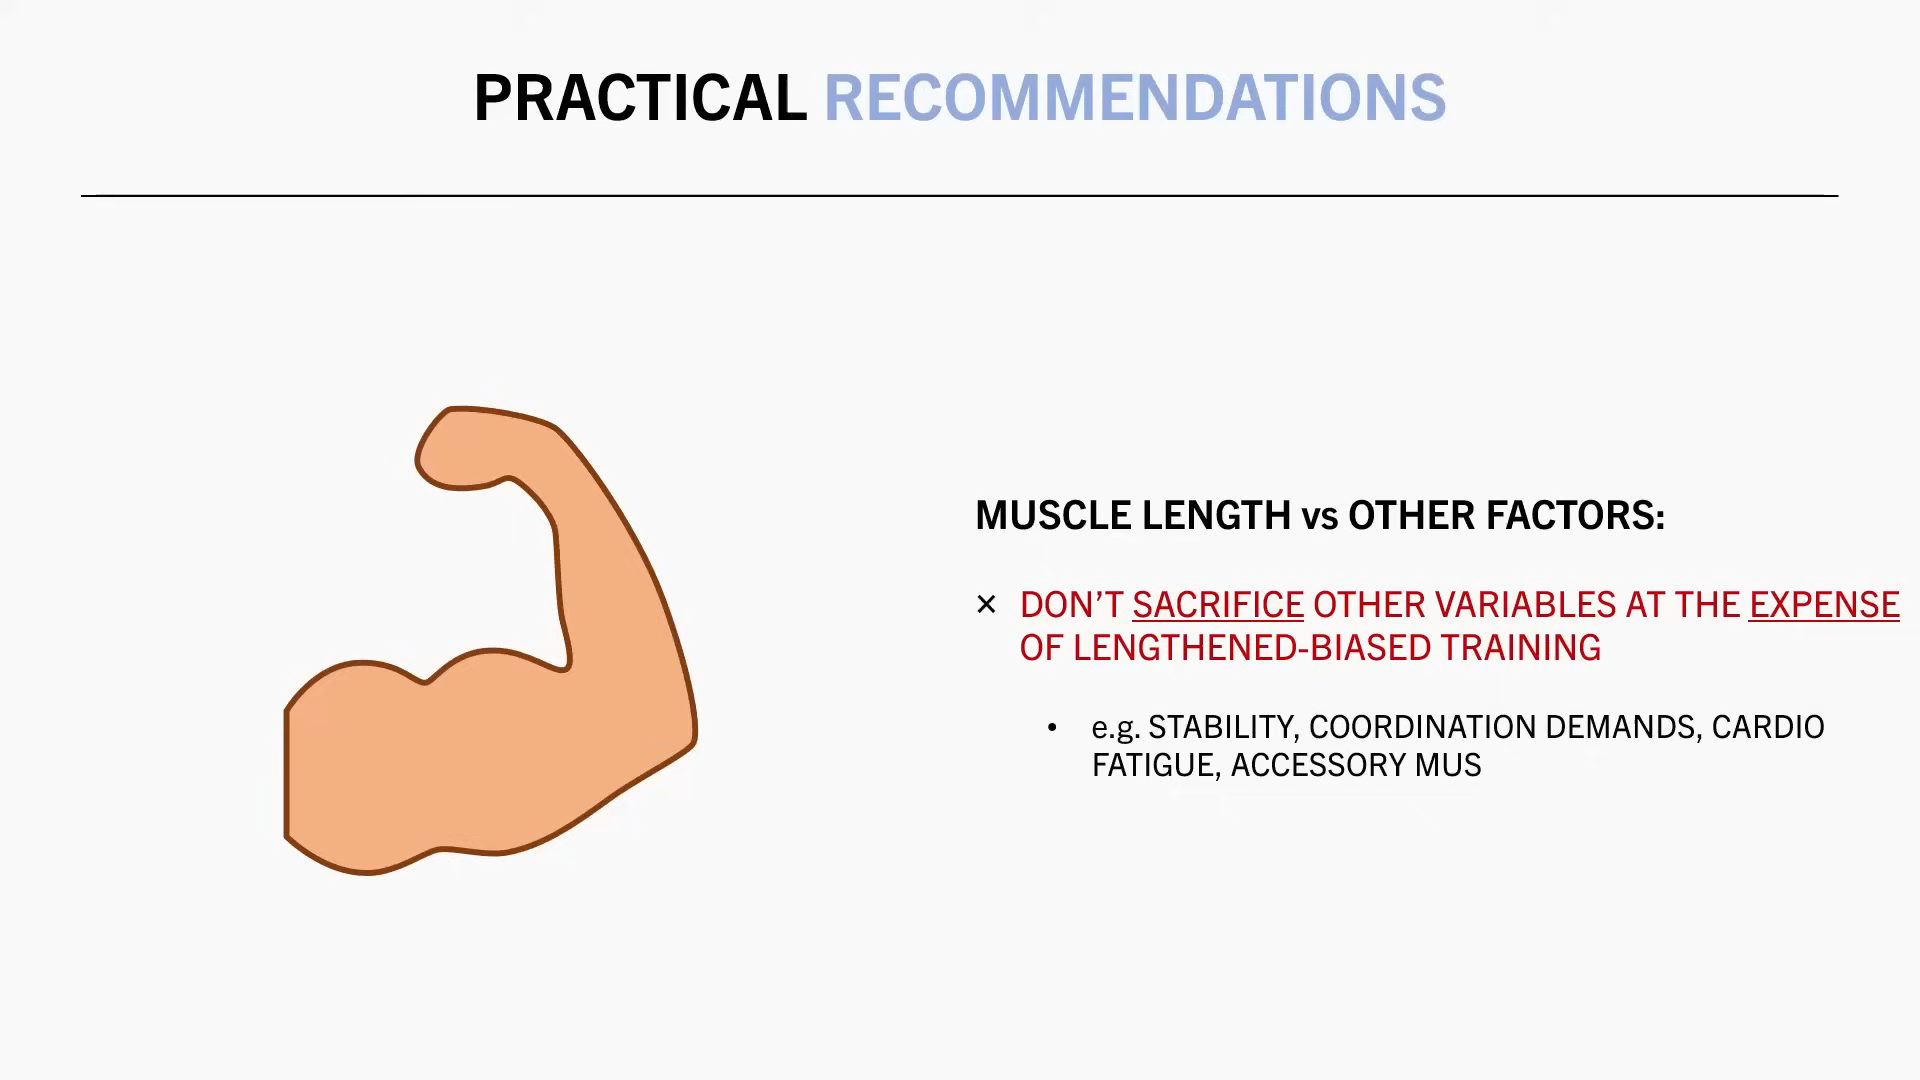 PRACTICAL RECOMMENDATIONS
MUSCLE LENGTH vs OTHER FACTORS:
× DON'T SACRIFICE OTHER VARIABLES AT THE EXPENSE
OF LENGTHENED-BIASED TRAINING
• e.g. STABILITY, COORDINATION DEMANDS, CARDIO
FATIGUE, ACCESSORY MUS